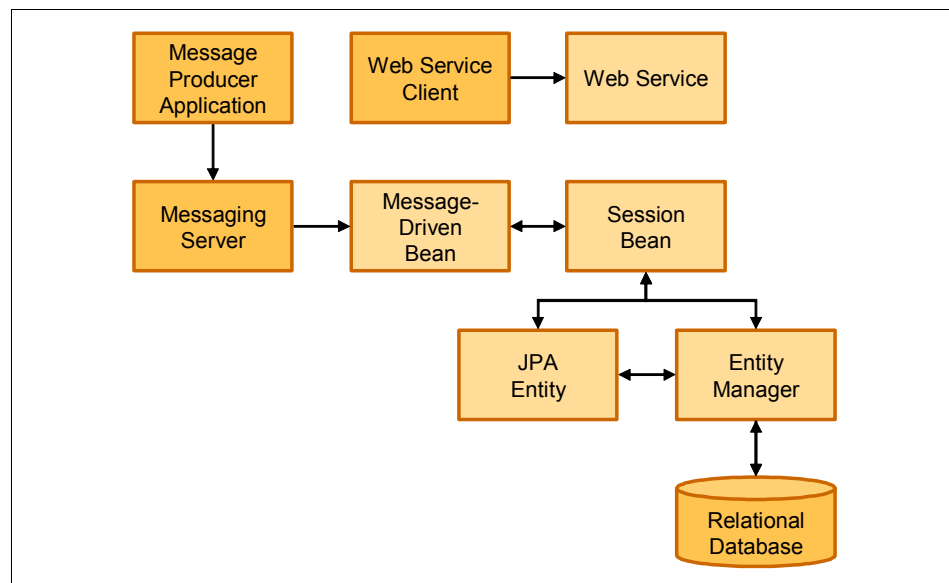 Message
Producer
Application
Web Service
Client
Web Service
Messaging
Server
Message-
Driven
Bean
Session
Bean
JPA
Entity
Entity
Manager
Relational
Database